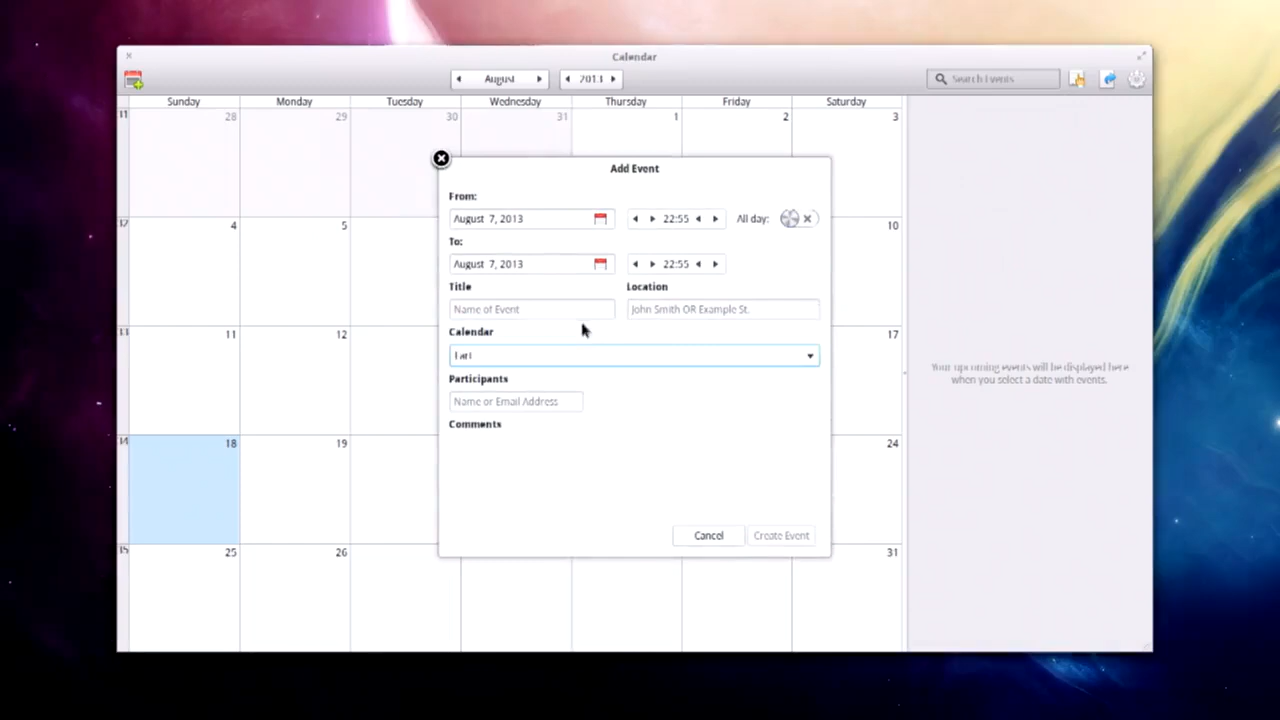 Calendar
August
2013
Search Events
Sunday Monday Tuesday Wednesday Thursday Friday Saturday
28 29 30 31 1 2 3
Add Event
From:
August 7, 2013 22:55 All day:
To:
August 7, 2013 22:55
Title Location
Name of Event John Smith OR Example St.
Calendar
Participants
Name or Email Address
Comments
Cancel Create Event
4 5 10
11 12 17
18 19 24
25 26 31
Your upcoming events will be displayed here
when you select a date with events.